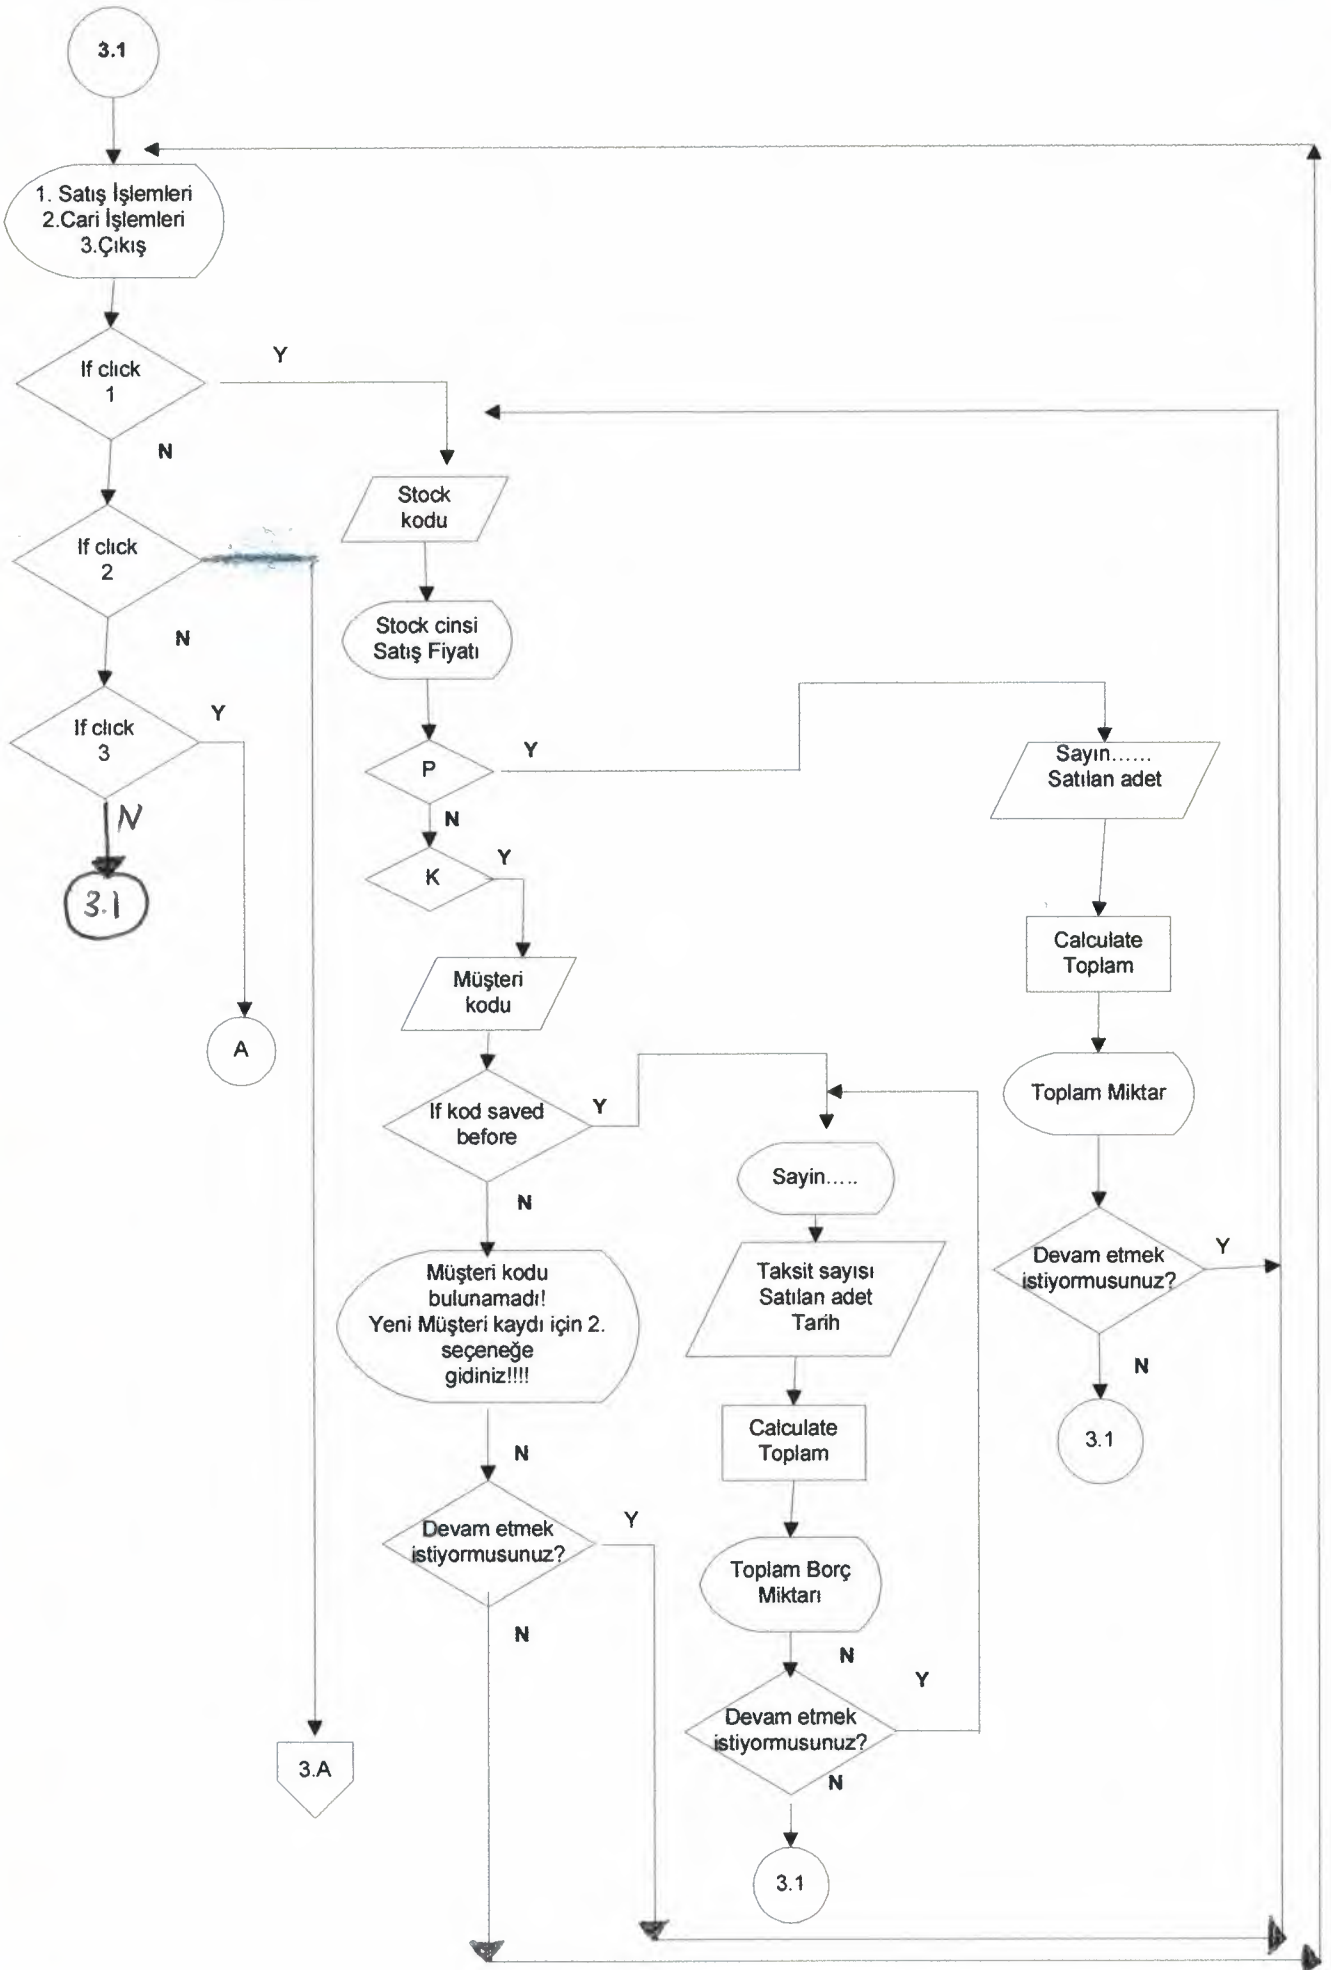 3.1
1. Satış İşlemleri
2.Cari İşlemleri
3.Çıkış
If clıck
1
Y
N
If clıck
2
N
If clıck
3
Y
N
3.1
A
3.A
Stock
kodu
Stock cinsi
Satış Fiyatı
P
Y
N
K
Y
Müşteri
kodu
If kod saved
before
Y
N
Müşteri kodu
bulunamadı!
Yeni Müşteri kaydı için 2.
seçeneğe
gidiniz!!!!
N
Devam etmek
istiyormusunuz?
Y
N
Sayin.....
Taksit sayısı
Satılan adet
Tarih
Calculate
Toplam
Toplam Borç
Miktarı
N
Y
Devam etmek
istiyormusunuz?
N
3.1
Sayın......
Satılan adet
Calculate
Toplam
Toplam Miktar
Devam etmek
istiyormusunuz?
Y
N
3.1